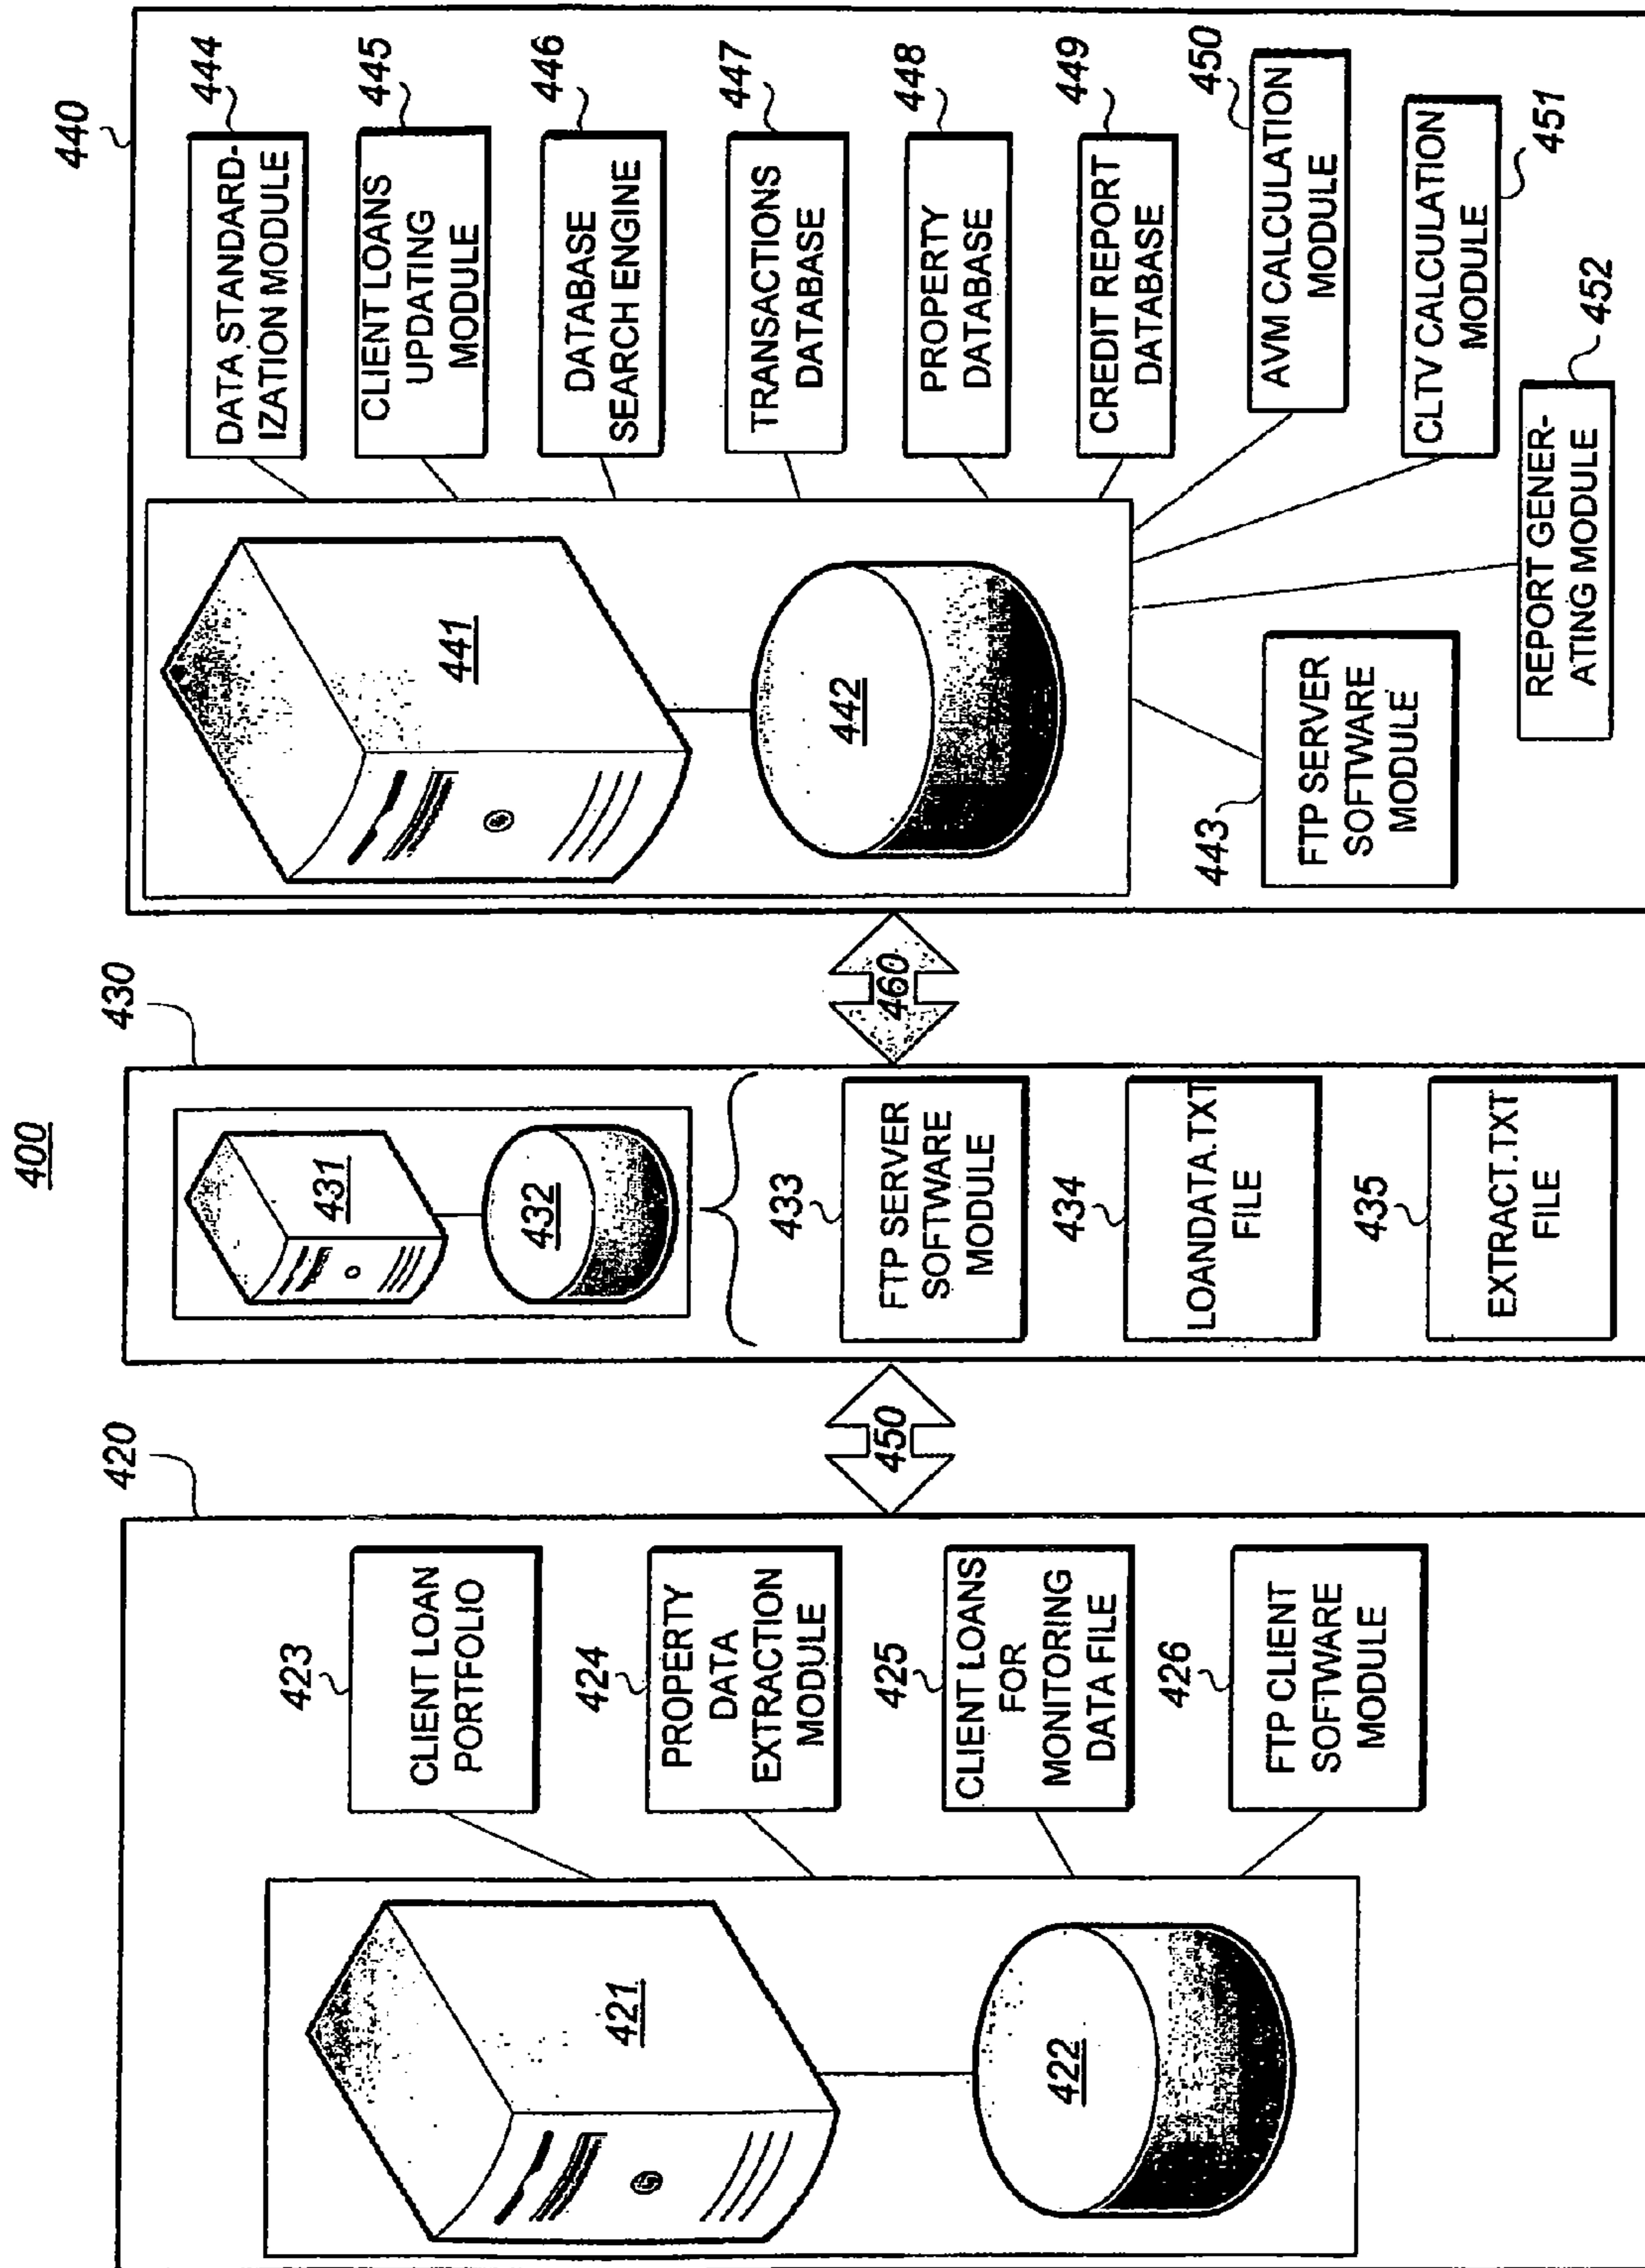 400
420
421
422
423
CLIENT LOAN
PORTFOLIO
424
PROPERTY
DATA
EXTRACTION
MODULE
425
CLIENT LOANS
FOR
MONITORING
DATA FILE
426
FTP CLIENT
SOFTWARE
MODULE
450
430
431
432
433
FTP SERVER
SOFTWARE
MODULE
434
LOANDATA.TXT
FILE
435
EXTRACT.TXT
FILE
460
440
441
442
443
FTP SERVER
SOFTWARE
MODULE
444
DATA STANDARD-
IZATION MODULE
445
CLIENT LOANS
UPDATING
MODULE
446
DATABASE
SEARCH ENGINE
447
TRANSACTIONS
DATABASE
448
PROPERTY
DATABASE
449
CREDIT REPORT
DATABASE
450
AVM CALCULATION
MODULE
451
CLTV CALCULATION
MODULE
452
REPORT GENER-
ATING MODULE